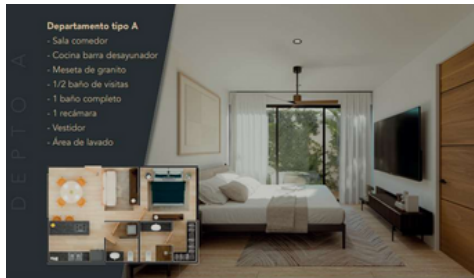 DEPTO A
Departamento tipo A
- Sala comedor
- Cocina barra desayunador
- Meseta de granito
- 1/2 baño de visitas
- 1 baño completo
- 1 recámara
- Vestidor
- Área de lavado